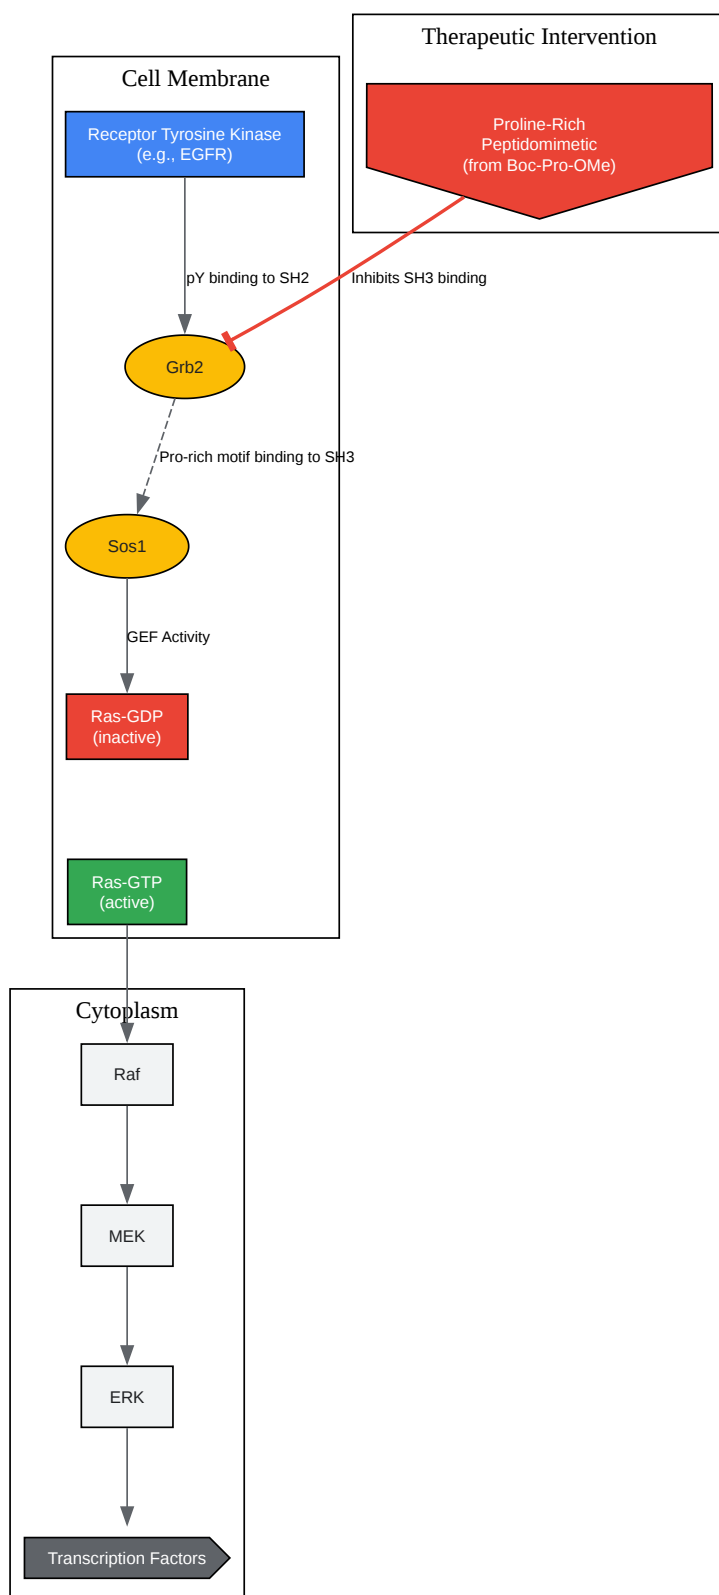 Therapeutic Intervention
Cell Membrane
Receptor Tyrosine Kinase
(e.g., EGFR)
Proline-Rich
Peptidomimetic
(from Boc-Pro-OMe)
pY binding to SH2
Inhibits SH3 binding
Grb2
Pro-rich motif binding to SH3
Sos1
GEF Activity
Ras-GDP
(inactive)
Ras-GTP
(active)
Cytoplasm
Raf
MEK
ERK
Transcription Factors